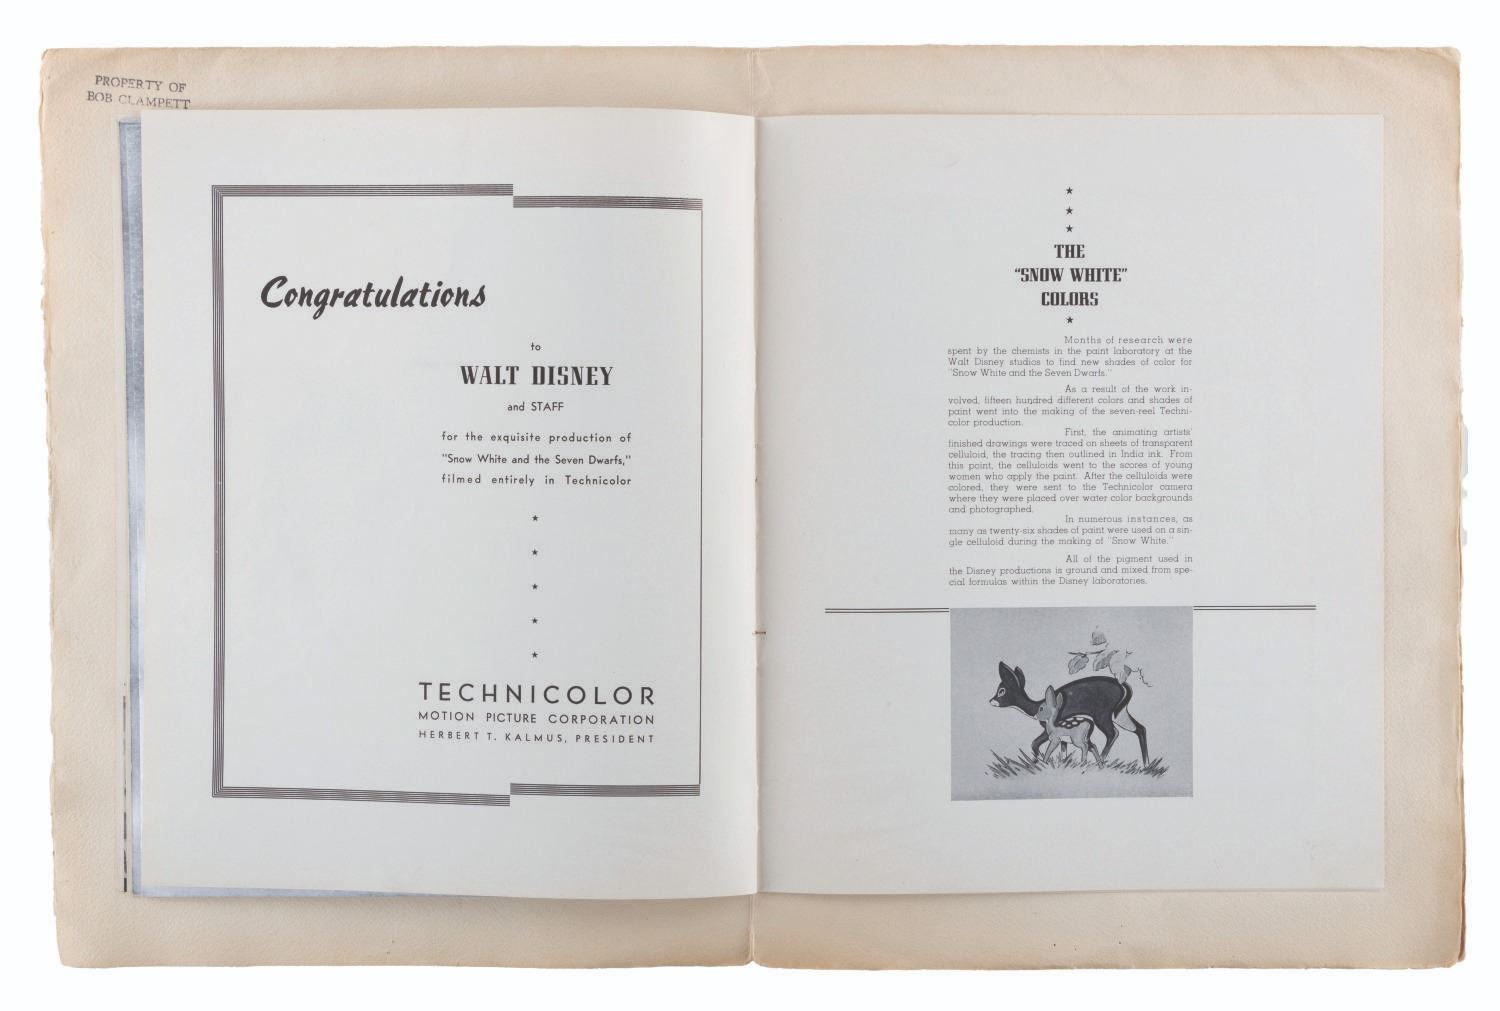 PROPERTY OF
BOB CLAMPETT
Congratulations
to
WALT DISNEY
and STAFF
for the exquisite production of
"Snow White and the Seven Dwarfs,"
filmed entirely in Technicolor
TECHNICOLOR
MOTION PICTURE CORPORATION
HERBERT T. KALMUS, PRESIDENT
THE
"SNOW WHITE"
COLORS
Months of research were
spent by the chemists in the paint laboratory at the
Walt Disney studios to find new shades of color for
"Snow White and the Seven Dwarfs."
As a result of the work in-
volved, fifteen hundred different colors and shades of
paint went into the making of the seven-reel Techni-
color production.
First, the animating artists'
finished drawings were traced on sheets of transparent
celluloid, the tracing then outlined in India ink. From
this point, the celluloids went to the scores of young
women who apply the paint. After the celluloids were
colored, they were sent to the Technicolor camera
where they were placed over water color backgrounds
and photographed.
In numerous instances, as
many as twenty-six shades of paint were used on a sin-
gle celluloid during the making of "Snow White."
All of the pigment used in
the Disney productions is ground and mixed from spe-
cial formulas within the Disney laboratories.